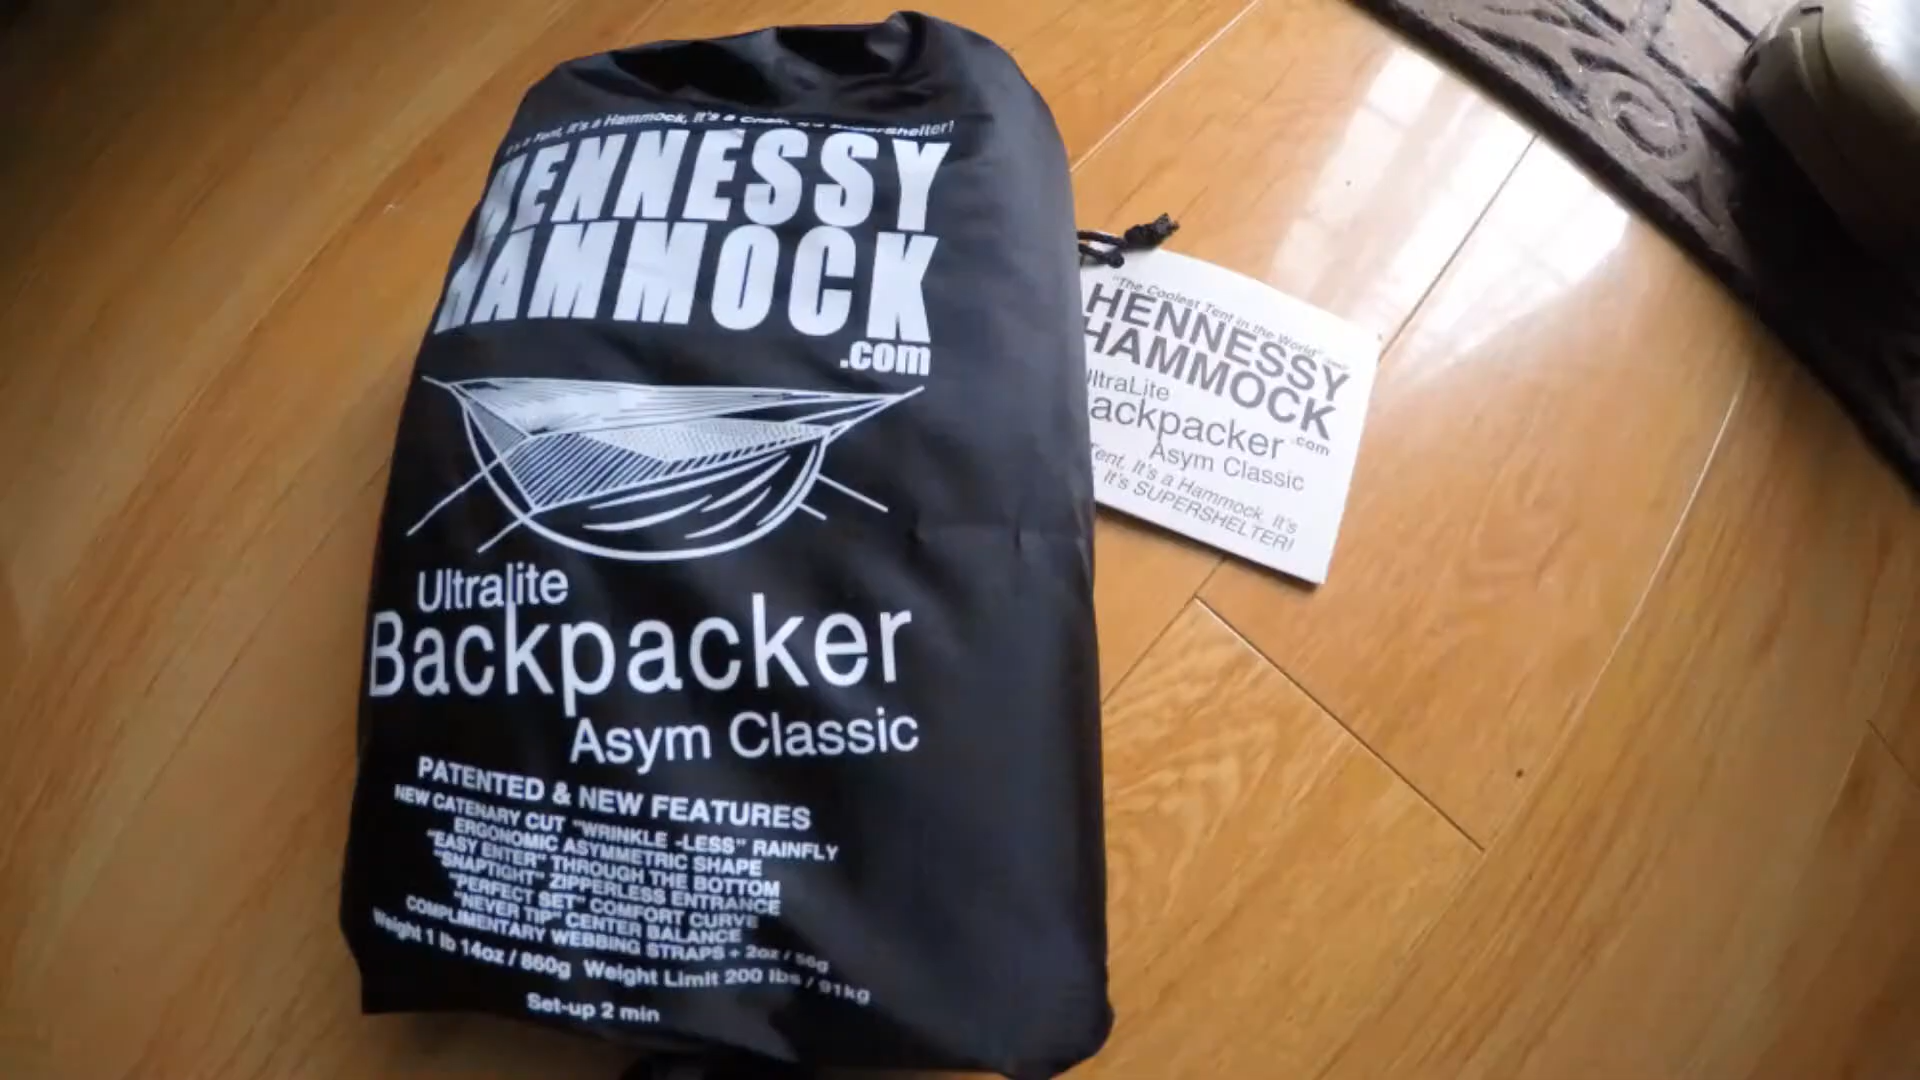 Tent, It's a Hammock, It's a Supershelter!
HENNESSY
HAMMOCK
.com
Ultralite
Backpacker
Asym Classic
PATENTED & NEW FEATURES
NEW CATENARY CUT "WRINKLE -LESS" RAINFLY
ERGONOMIC ASYMMETRIC SHAPE
"EASY ENTER" THROUGH THE BOTTOM
"SNAPTIGHT" ZIPPERLESS ENTRANCE
"PERFECT SET" COMFORT CURVE
"NEVER TIP" CENTER BALANCE
COMPLIMENTARY WEBBING STRAPS + 2oz / 56g
Weight 1 lb 14oz / 860g Weight Limit 200 lbs / 91kg
Set-up 2 min
"The Coolest Tent in the World"
HENNESSY
HAMMOCK
.com
UltraLite
ackpacker
Asym Classic
Tent, It's a Hammock, It's
It's SUPERSHELTER!